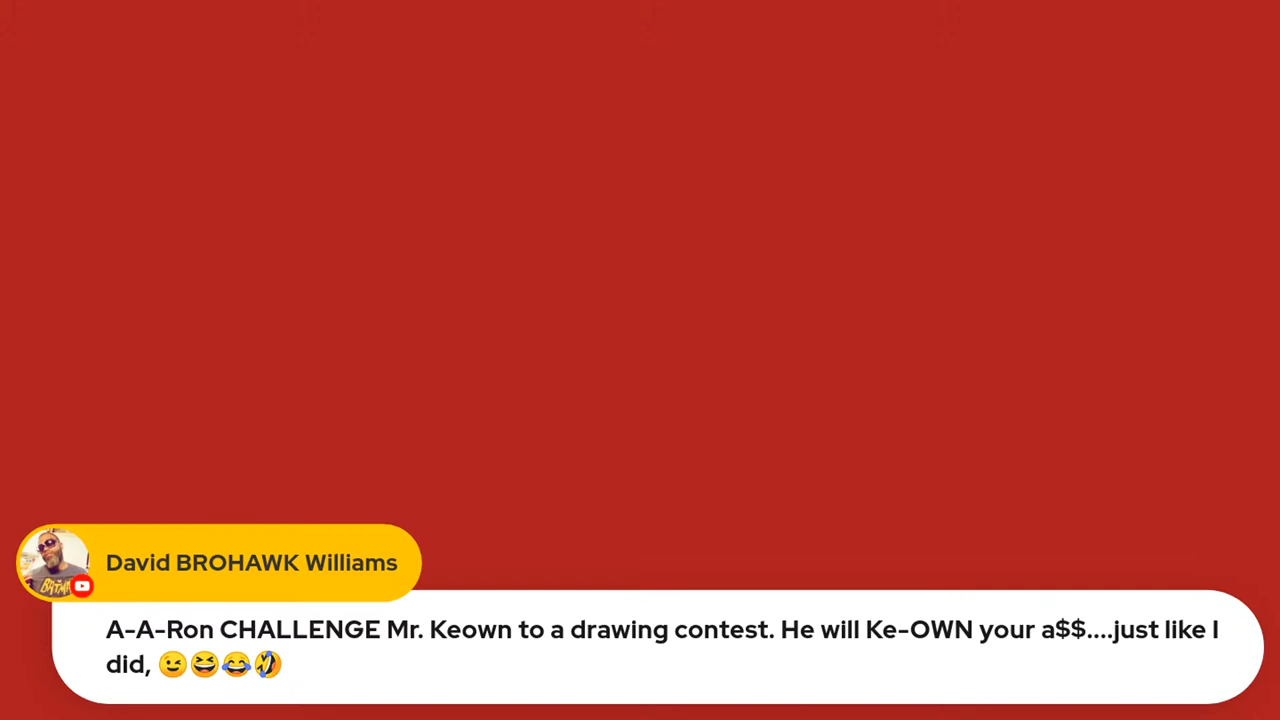 David BROHAWK Williams
A-A-Ron CHALLENGE Mr. Keown to a drawing contest. He will Ke-OWN your a$$....just like I
did, 😉😆😂🤣